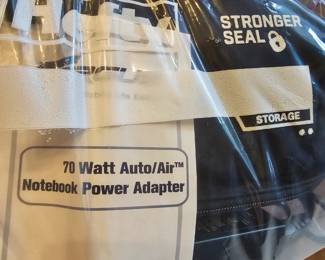 STRONGER
SEAL
STORAGE
70 Watt Auto/Air™
Notebook Power Adapter